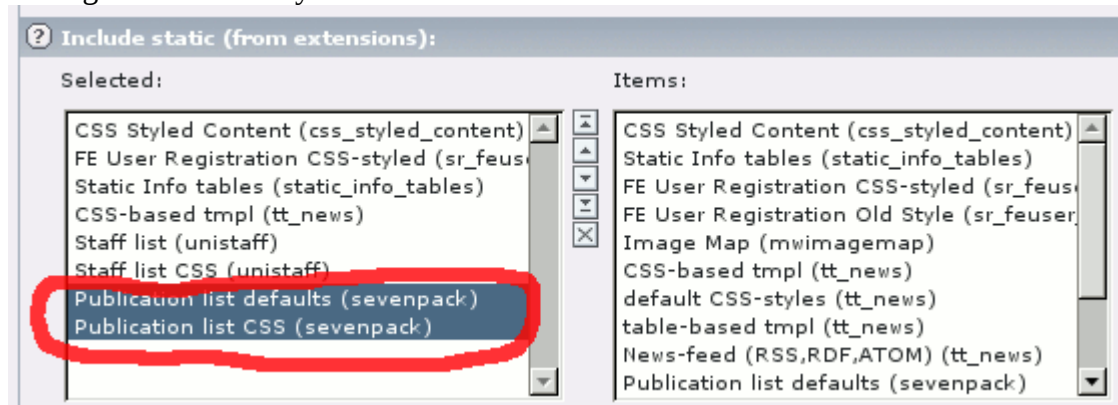 Include static (from extensions):
Selected:
Items:
CSS Styled Content (css_styled_content)
FE User Registration CSS-styled (sr_feus
Static Info tables (static_info_tables)
CSS-based tmpl (tt_news)
Staff list (unistaff)
Staff list CSS (unistaff)
Publication list defaults (sevenpack)
Publication list CSS (sevenpack)
CSS Styled Content (css_styled_content)
Static Info tables (static_info_tables)
FE User Registration CSS-styled (sr_feus
FE User Registration Old Style (sr_feuser_
Image Map (mwimagemap)
CSS-based tmpl (tt_news)
default CSS-styles (tt_news)
table-based tmpl (tt_news)
News-feed (RSS,RDF,ATOM) (tt_news)
Publication list defaults (sevenpack)